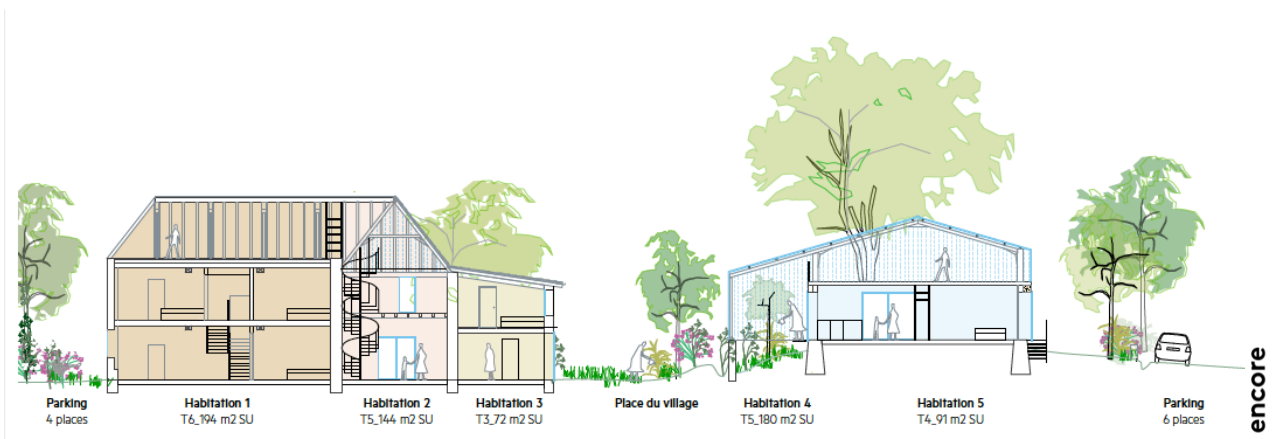 Parking
4 places
Habitation 1
T6_194 m2 SU
Habitation 2
T5_144 m2 SU
Habitation 3
T3_72 m2 SU
Place du village
Habitation 4
T5_180 m2 SU
Habitation 5
T4_91 m2 SU
Parking
6 places
encore